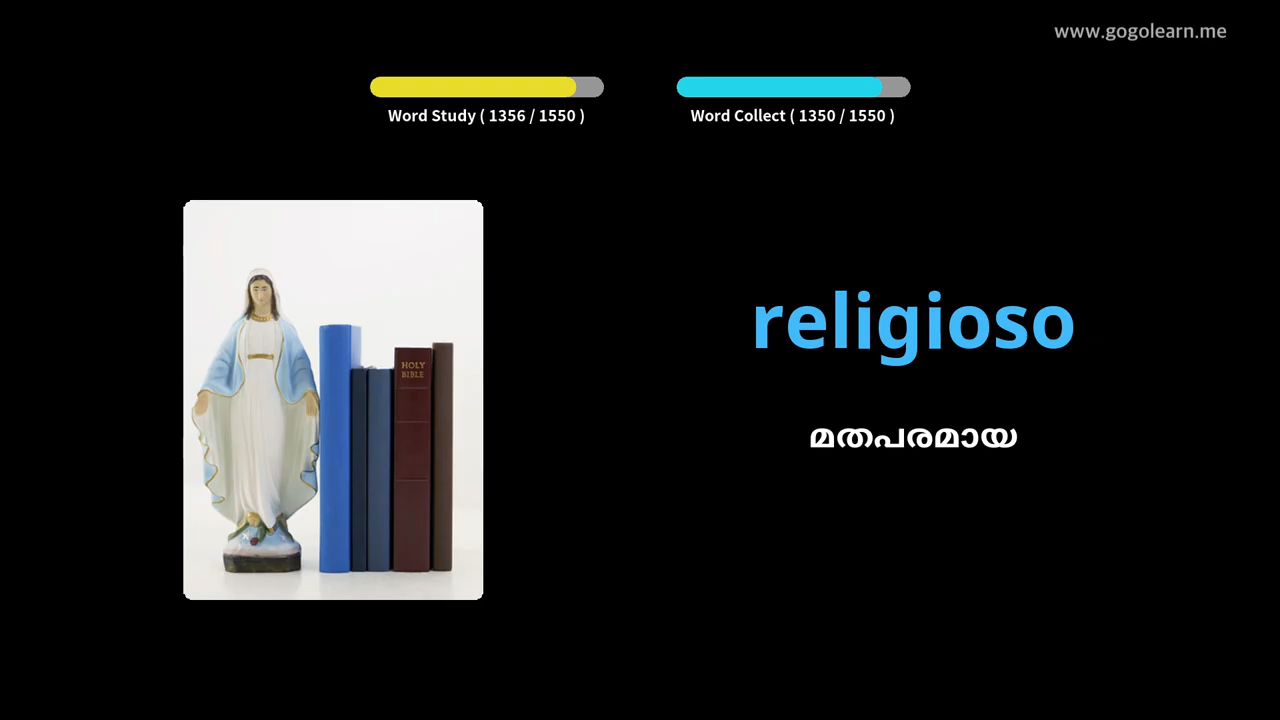 www.gogolearn.me
Word Study ( 1356 / 1550 )
Word Collect ( 1350 / 1550 )
HOLY
BIBLE
religioso
മതപരമായ